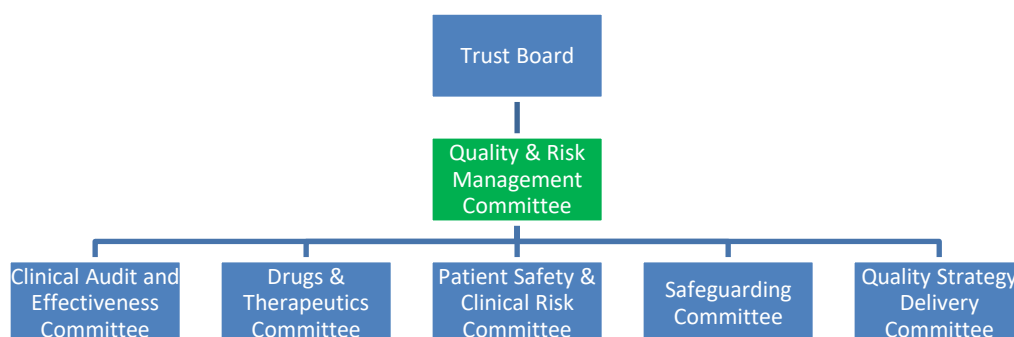 Trust Board
Quality & Risk
Management
Committee
Clinical Audit and
Effectiveness
Committee
Drugs &
Therapeutics
Committee
Patient Safety &
Clinical Risk
Committee
Safeguarding
Committee
Quality Strategy
Delivery
Committee